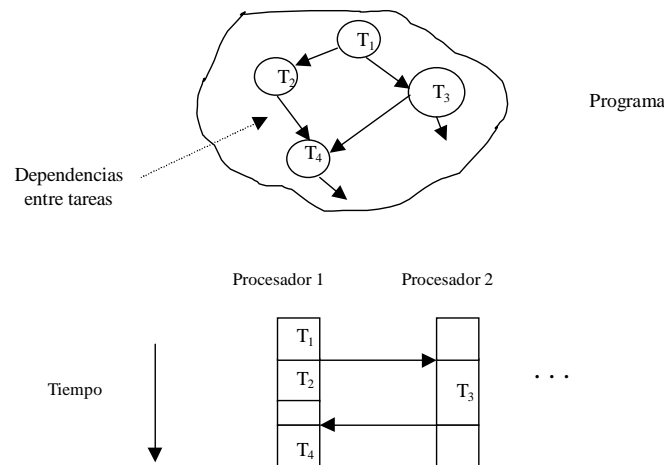 T1
T2
T3
Programa
T4
Dependencias
entre tareas
Procesador 1
Procesador 2
T1
T2
. . .
Tiempo
T3
T4